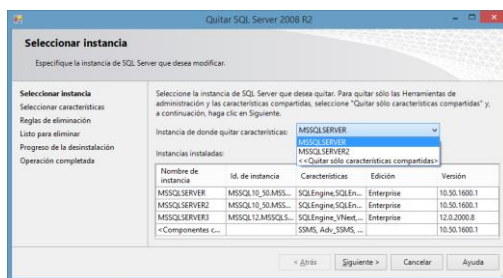 Quitar SQL Server 2008 R2
Seleccionar instancia
Especifique la instancia de SQL Server que desea modificar.
Seleccionar instancia
Seleccionar características
Reglas de eliminación
Listo para eliminar
Progreso de la desinstalación
Operación completada
Seleccione la instancia de SQL Server que desea quitar. Para quitar sólo las Herramientas de
administración y las características compartidas, seleccione "Quitar sólo características compartidas" y,
a continuación, haga clic en Siguiente.
Instancia de donde quitar características: MSSQLSERVER
MSSQLSERVER
MSSQLSERVER2
<<Quitar sólo características compartidas>
Instancias instaladas:
Nombre de instancia Id. de instancia Características Edición Versión
MSSQLSERVER MSSQL10_50.MSS... SQLEngine,SQLEn... Enterprise 10.50.1600.1
MSSQLSERVER2 MSSQL10_50.MSS... SQLEngine,SQLEn... Enterprise 10.50.1600.1
MSSQLSERVER3 MSSQL12.MSSQLS... SQLEngine_VNext,... Enterprise 12.0.2000.8
<Componentes c... SSMS, Adv_SSMS, ... 10.50.1600.1
< Atrás Siguiente > Cancelar Ayuda